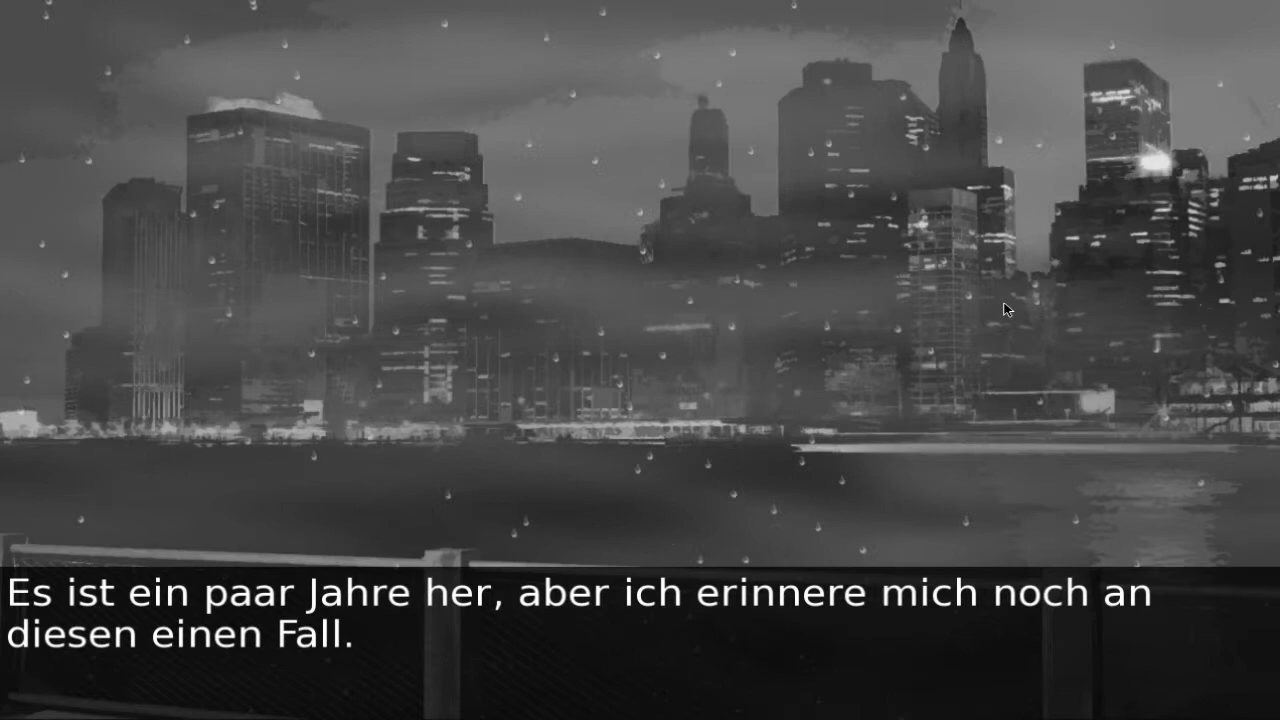 Es ist ein paar Jahre her, aber ich erinnere mich noch an
diesen einen Fall.